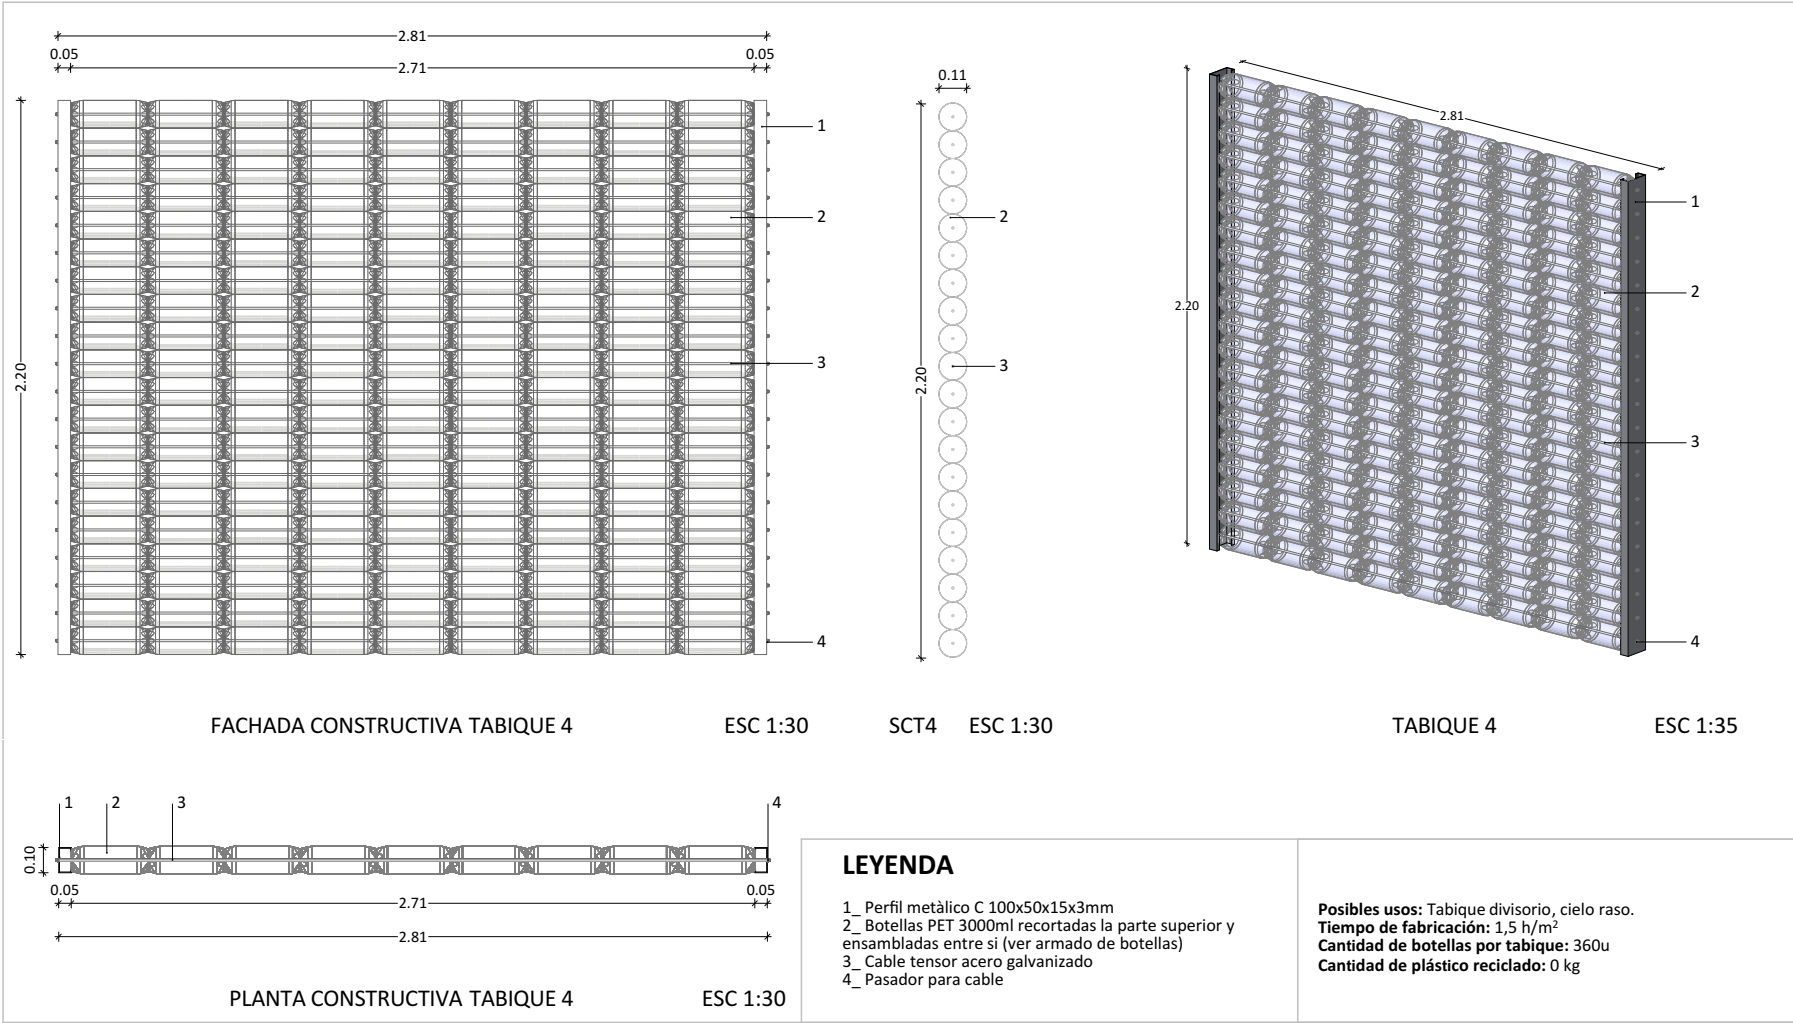 2.81
0.05
0.05
2.71
2.20
1
2
3
4
FACHADA CONSTRUCTIVA TABIQUE 4
ESC 1:30
0.11
2.20
2
3
SCT4
ESC 1:30
2.81
2.20
1
2
3
4
TABIQUE 4
ESC 1:35
1
2
3
4
0.10
0.05
0.05
2.71
2.81
PLANTA CONSTRUCTIVA TABIQUE 4
ESC 1:30
LEYENDA
1_ Perfil metàlico C 100x50x15x3mm
2_ Botellas PET 3000ml recortadas la parte superior y
ensambladas entre si (ver armado de botellas)
3_ Cable tensor acero galvanizado
4_ Pasador para cable
Posibles usos: Tabique divisorio, cielo raso.
Tiempo de fabricación: 1,5 h/m²
Cantidad de botellas por tabique: 360u
Cantidad de plástico reciclado: 0 kg